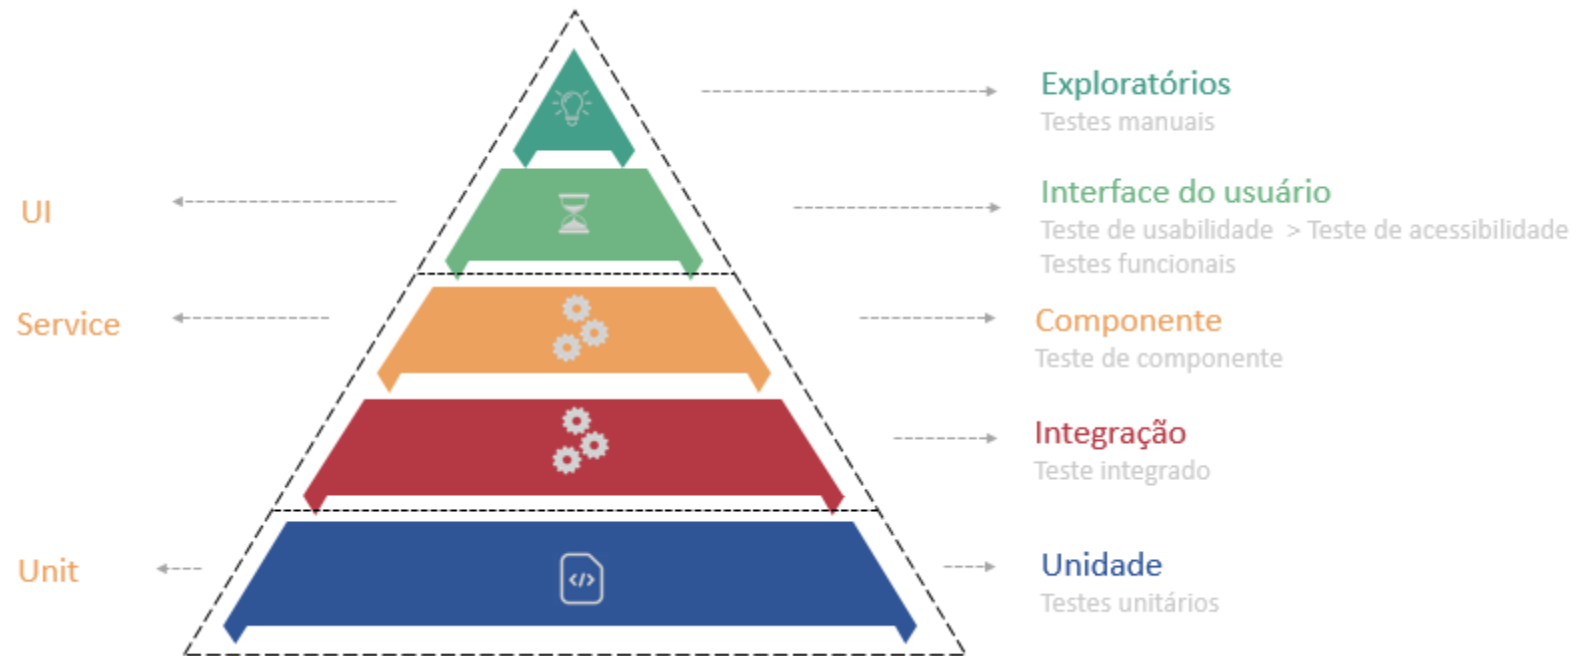 Exploratórios
Testes manuais
UI
Interface do usuário
Teste de usabilidade > Teste de acessibilidade
Testes funcionais
Service
Componente
Teste de componente
Integração
Teste integrado
Unit
</>
Unidade
Testes unitários